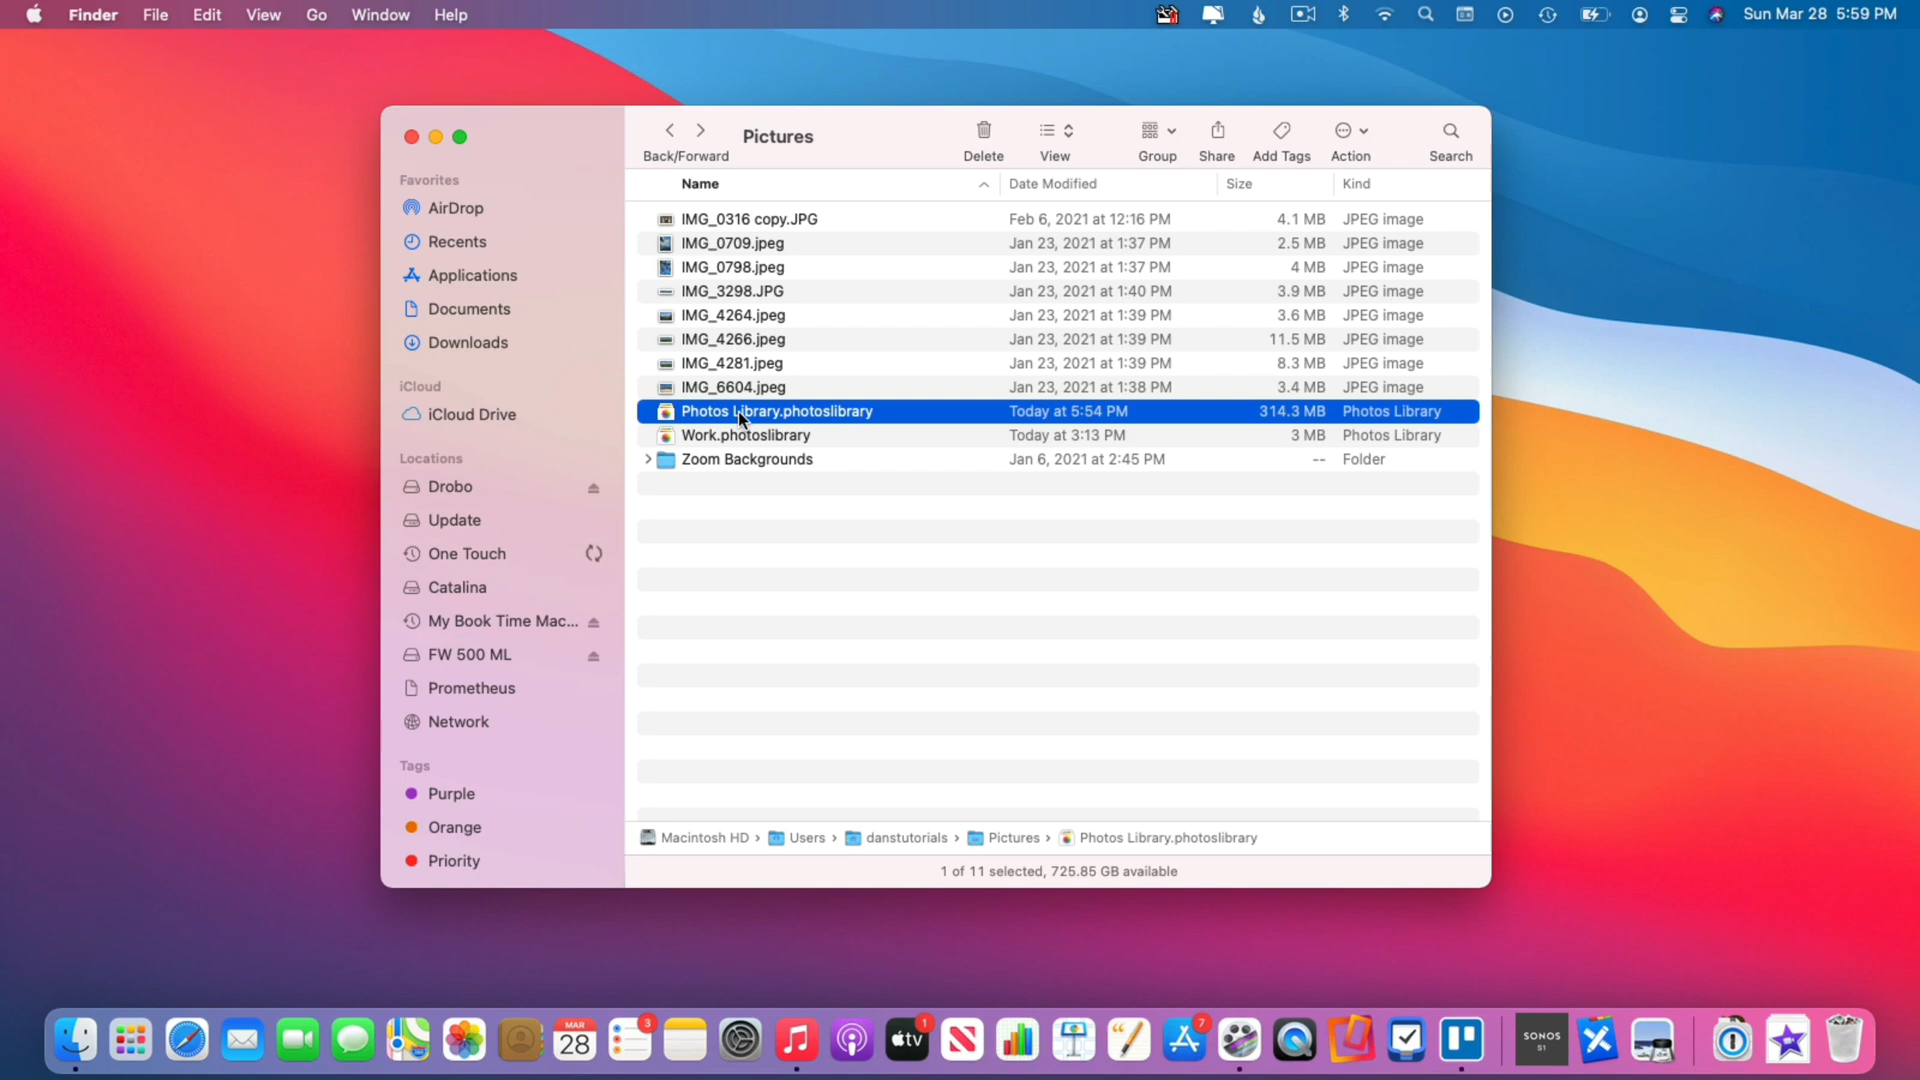 Finder File Edit View Go Window Help Sun Mar 28 5:59 PM
Pictures
Back/Forward Delete View Group Share Add Tags Action Search
Name Date Modified Size Kind
IMG_0316 copy.JPG Feb 6, 2021 at 12:16 PM 4.1 MB JPEG image
IMG_0709.jpeg Jan 23, 2021 at 1:37 PM 2.5 MB JPEG image
IMG_0798.jpeg Jan 23, 2021 at 1:37 PM 4 MB JPEG image
IMG_3298.JPG Jan 23, 2021 at 1:40 PM 3.9 MB JPEG image
IMG_4264.jpeg Jan 23, 2021 at 1:39 PM 3.6 MB JPEG image
IMG_4266.jpeg Jan 23, 2021 at 1:39 PM 11.5 MB JPEG image
IMG_4281.jpeg Jan 23, 2021 at 1:39 PM 8.3 MB JPEG image
IMG_6604.jpeg Jan 23, 2021 at 1:38 PM 3.4 MB JPEG image
Photos Library.photoslibrary Today at 5:54 PM 314.3 MB Photos Library
Work.photoslibrary Today at 3:13 PM 3 MB Photos Library
Zoom Backgrounds Jan 6, 2021 at 2:45 PM -- Folder
Favorites
AirDrop
Recents
Applications
Documents
Downloads
iCloud
iCloud Drive
Locations
Drobo
Update
One Touch
Catalina
My Book Time Mac...
FW 500 ML
Prometheus
Network
Tags
Purple
Orange
Priority
Macintosh HD › Users › danstutorials › Pictures › Photos Library.photoslibrary
1 of 11 selected, 725.85 GB available
MAR
28
3
tv
1
7
SONOS
S1